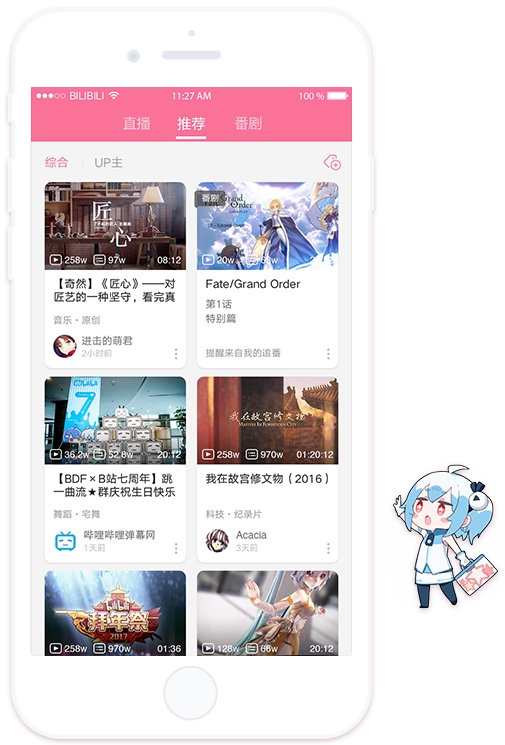 BILIBILI
11:27 AM
100 %
直播
推荐
番剧
综合
UP主
匠
心
258w
97w
08:12
【奇然】《匠心》——对
匠艺的一种坚守，看完真
音乐・原创
进击的萌君
2小时前
番剧
Grand
Order
20w
68w
Fate/Grand Order
第1话
特别篇
提醒来自我的追番
36.2w
52.8w
20:12
【BDF×B站七周年】跳
一曲流★群庆祝生日快乐
舞蹈・宅舞
哔哩哔哩弹幕网
1天前
我在故宫修文物
MASTERS IN FORBIDDEN CITY
258w
970w
01:20:12
我在故宫修文物（2016）
科技・纪录片
Acacia
3天前
bilibili
拜年祭
2017
258w
970w
01:36
128w
66w
20:12